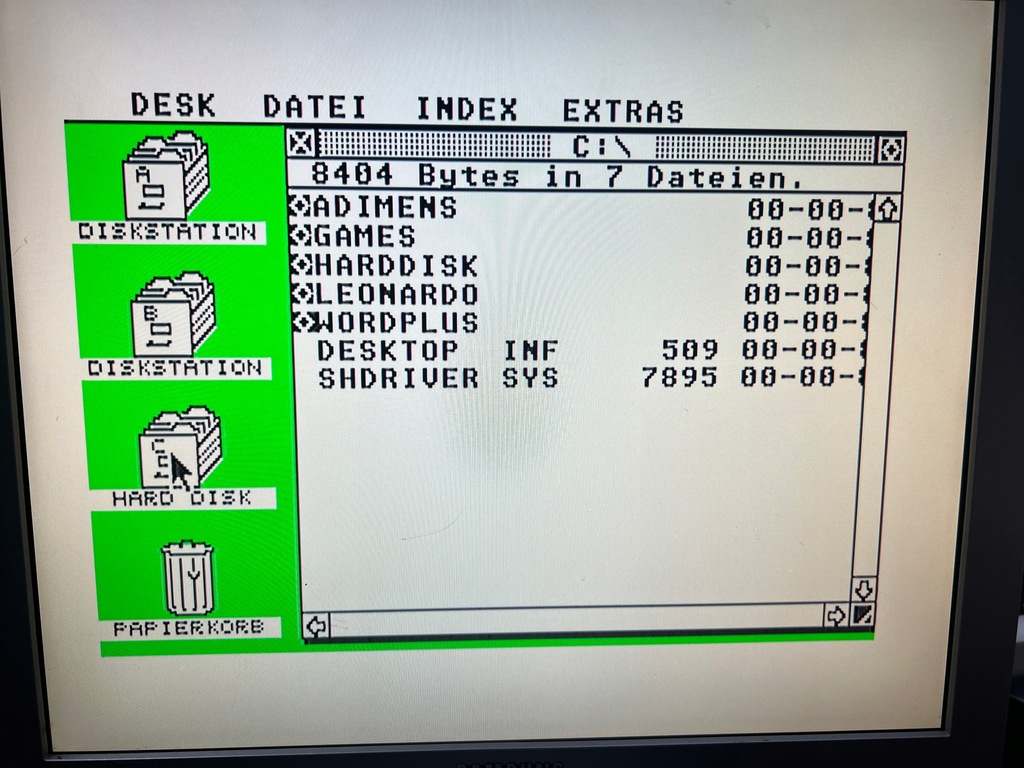 DESK DATEI INDEX EXTRAS
C:\
8404 Bytes in 7 Dateien.
ADIMENS 00-00-
GAMES 00-00-
HARDDISK 00-00-
LEONARDO 00-00-
WORDPLUS 00-00-
DESKTOP INF 509 00-00-
SHDRIVER SYS 7895 00-00-
A
DISKSTATION
B
DISKSTATION
C
HARD DISK
PAPIERKORB